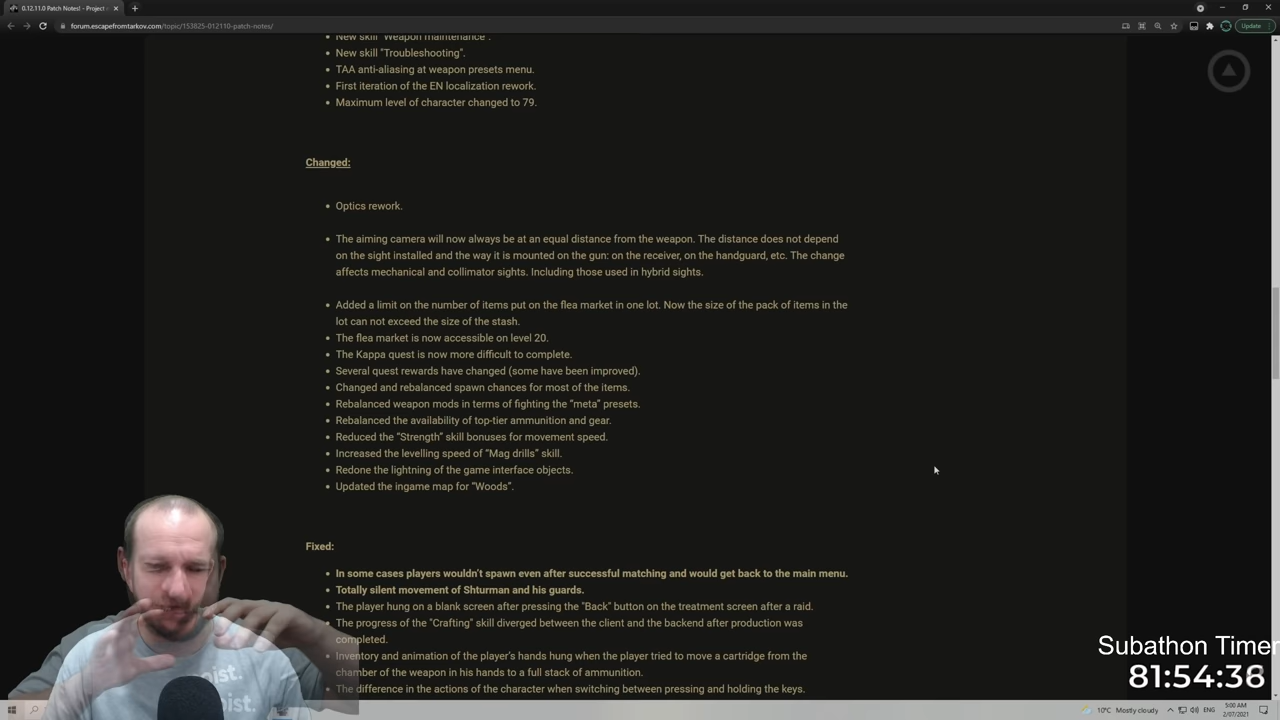 0.12.11.0 Patch Notes! - Project
forum.escapefromtarkov.com/topic/153825-012110-patch-notes/
Update
New skill "Weapon maintenance".
New skill "Troubleshooting".
TAA anti-aliasing at weapon presets menu.
First iteration of the EN localization rework.
Maximum level of character changed to 79.
Changed:
Optics rework.
The aiming camera will now always be at an equal distance from the weapon. The distance does not depend
on the sight installed and the way it is mounted on the gun: on the receiver, on the handguard, etc. The change
affects mechanical and collimator sights. Including those used in hybrid sights.
Added a limit on the number of items put on the flea market in one lot. Now the size of the pack of items in the
lot can not exceed the size of the stash.
The flea market is now accessible on level 20.
The Kappa quest is now more difficult to complete.
Several quest rewards have changed (some have been improved).
Changed and rebalanced spawn chances for most of the items.
Rebalanced weapon mods in terms of fighting the “meta” presets.
Rebalanced the availability of top-tier ammunition and gear.
Reduced the “Strength” skill bonuses for movement speed.
Increased the levelling speed of “Mag drills” skill.
Redone the lightning of the game interface objects.
Updated the ingame map for “Woods”.
Fixed:
In some cases players wouldn’t spawn even after successful matching and would get back to the main menu.
Totally silent movement of Shturman and his guards.
The player hung on a blank screen after pressing the "Back" button on the treatment screen after a raid.
The progress of the "Crafting" skill diverged between the client and the backend after production was
completed.
Inventory and animation of the player’s hands hung when the player tried to move a cartridge from the
chamber of the weapon in his hands to a full stack of ammunition.
The difference in the actions of the character when switching between pressing and holding the keys.
Subathon Timer
81:54:38
10°C Mostly cloudy
ENG
5:00 AM
2/07/2021